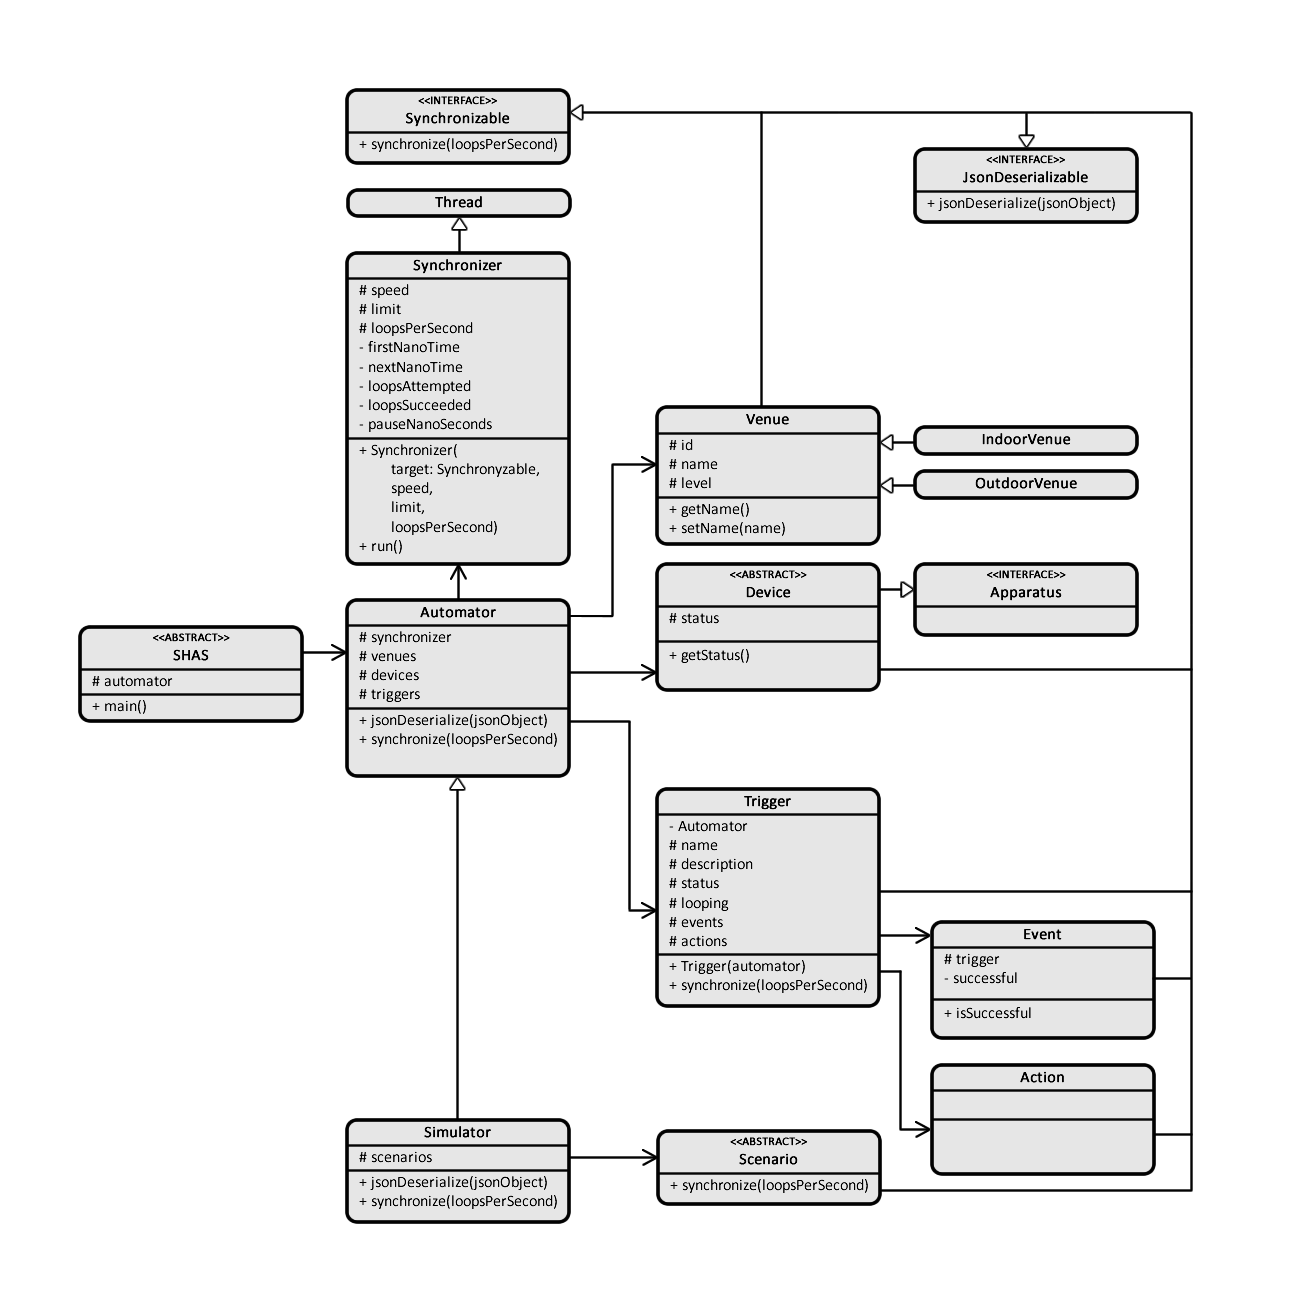 <<INTERFACE>>
Synchronizable
+ synchronize(loopsPerSecond)
<<INTERFACE>>
JsonDeserializable
+ jsonDeserialize(jsonObject)
Thread
Synchronizer
# speed
# limit
# loopsPerSecond
- firstNanoTime
- nextNanoTime
- loopsAttempted
- loopsSucceeded
- pauseNanoSeconds
+ Synchronizer(
target: Synchronyzable,
speed,
limit,
loopsPerSecond)
+ run()
Venue
# id
# name
# level
+ getName()
+ setName(name)
IndoorVenue
OutdoorVenue
<<ABSTRACT>>
Device
# status
+ getStatus()
<<INTERFACE>>
Apparatus
<<ABSTRACT>>
SHAS
# automator
+ main()
Automator
# synchronizer
# venues
# devices
# triggers
+ jsonDeserialize(jsonObject)
+ synchronize(loopsPerSecond)
Trigger
- Automator
# name
# description
# status
# looping
# events
# actions
+ Trigger(automator)
+ synchronize(loopsPerSecond)
Event
# trigger
- successful
+ isSuccessful
Action
Simulator
# scenarios
+ jsonDeserialize(jsonObject)
+ synchronize(loopsPerSecond)
<<ABSTRACT>>
Scenario
+ synchronize(loopsPerSecond)